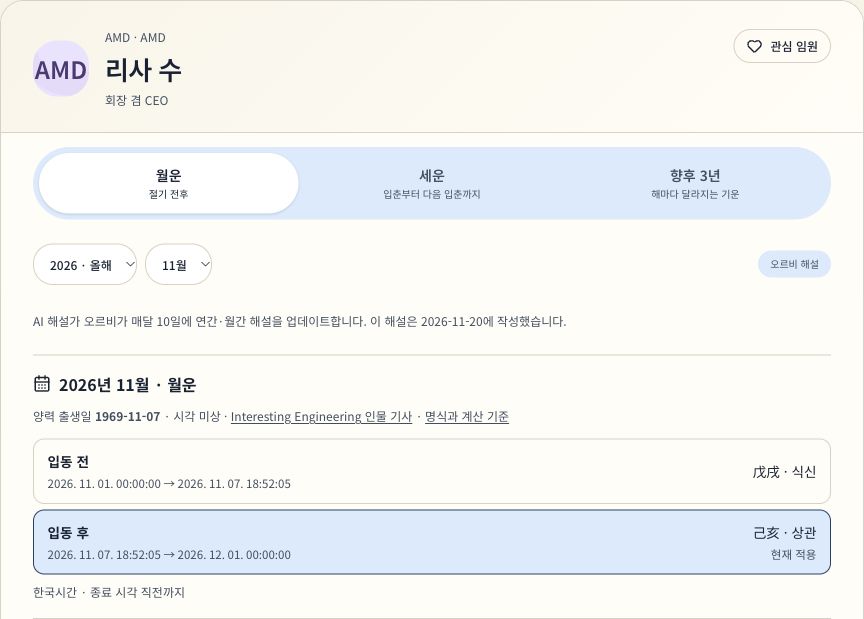 AMD · AMD
AMD
리사 수
회장 겸 CEO
관심 임원
월운
절기 전후
세운
입춘부터 다음 입춘까지
향후 3년
해마다 달라지는 기운
2026 · 올해
11월
오르비 해설
AI 해설가 오르비가 매달 10일에 연간·월간 해설을 업데이트합니다. 이 해설은 2026-11-20에 작성했습니다.
2026년 11월 · 월운
양력 출생일 1969-11-07 · 시각 미상 · Interesting Engineering 인물 기사 · 명식과 계산 기준
입동 전
2026. 11. 01. 00:00:00 → 2026. 11. 07. 18:52:05
戊戌 · 식신
입동 후
2026. 11. 07. 18:52:05 → 2026. 12. 01. 00:00:00
己亥 · 상관
현재 적용
한국시간 · 종료 시각 직전까지